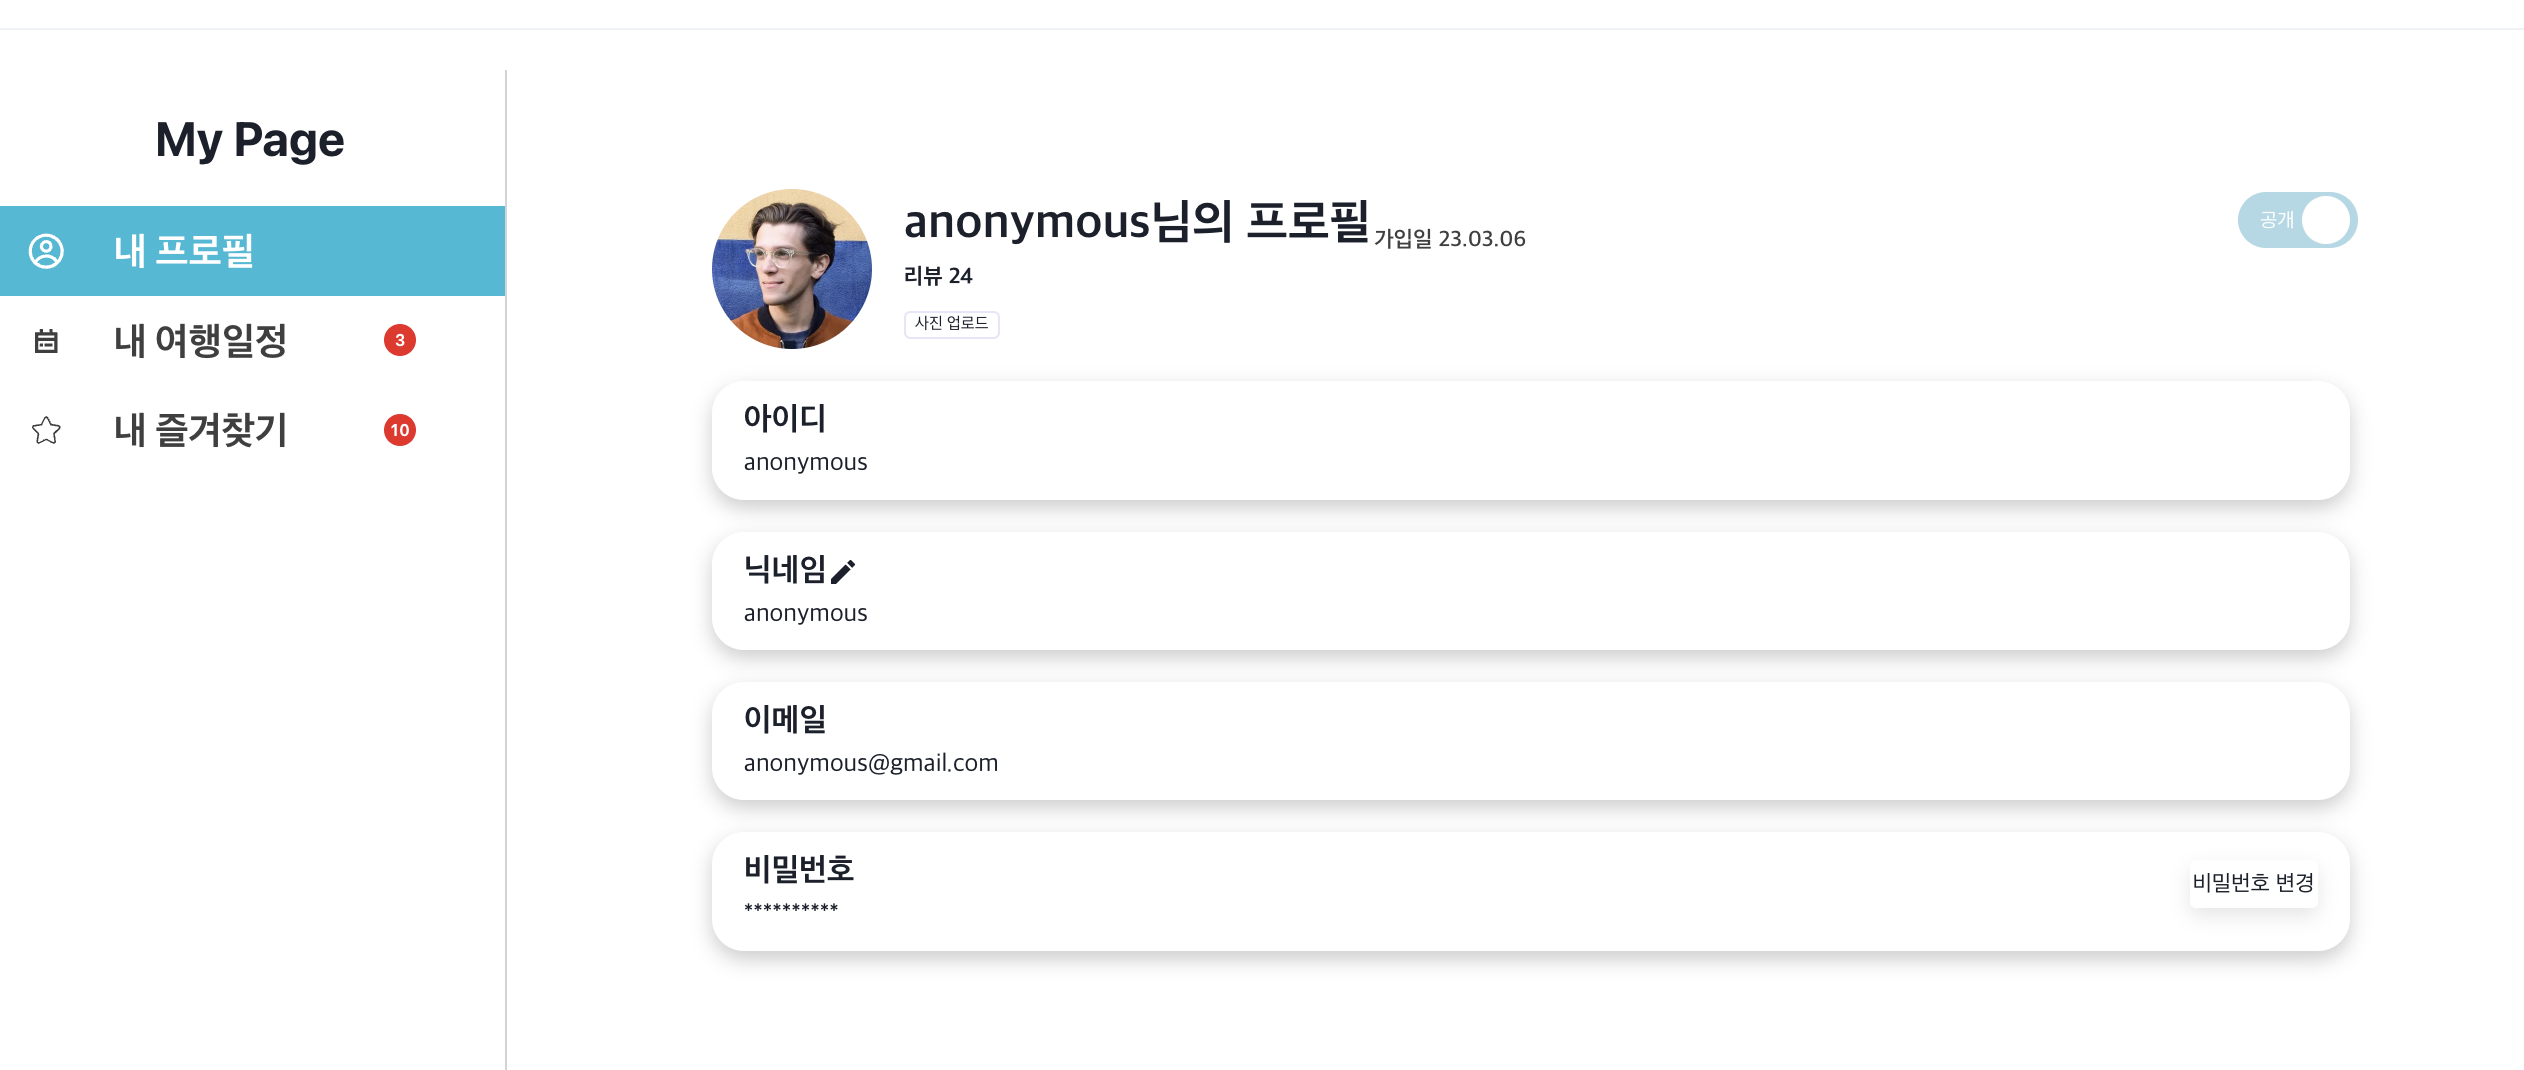 My Page
내 프로필
내 여행일정 3
내 즐겨찾기 10
anonymous님의 프로필 가입일 23.03.06
공개
리뷰 24
사진 업로드
아이디
anonymous
닉네임
anonymous
이메일
anonymous@gmail.com
비밀번호
**********
비밀번호 변경